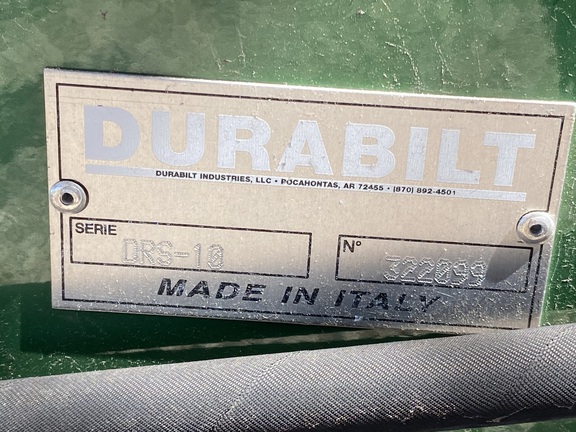 DURABILT
DURABILT INDUSTRIES, LLC • POCAHONTAS, AR 72455 • (870) 892-4501
SERIE DRS-10 N° 322099
MADE IN ITALY